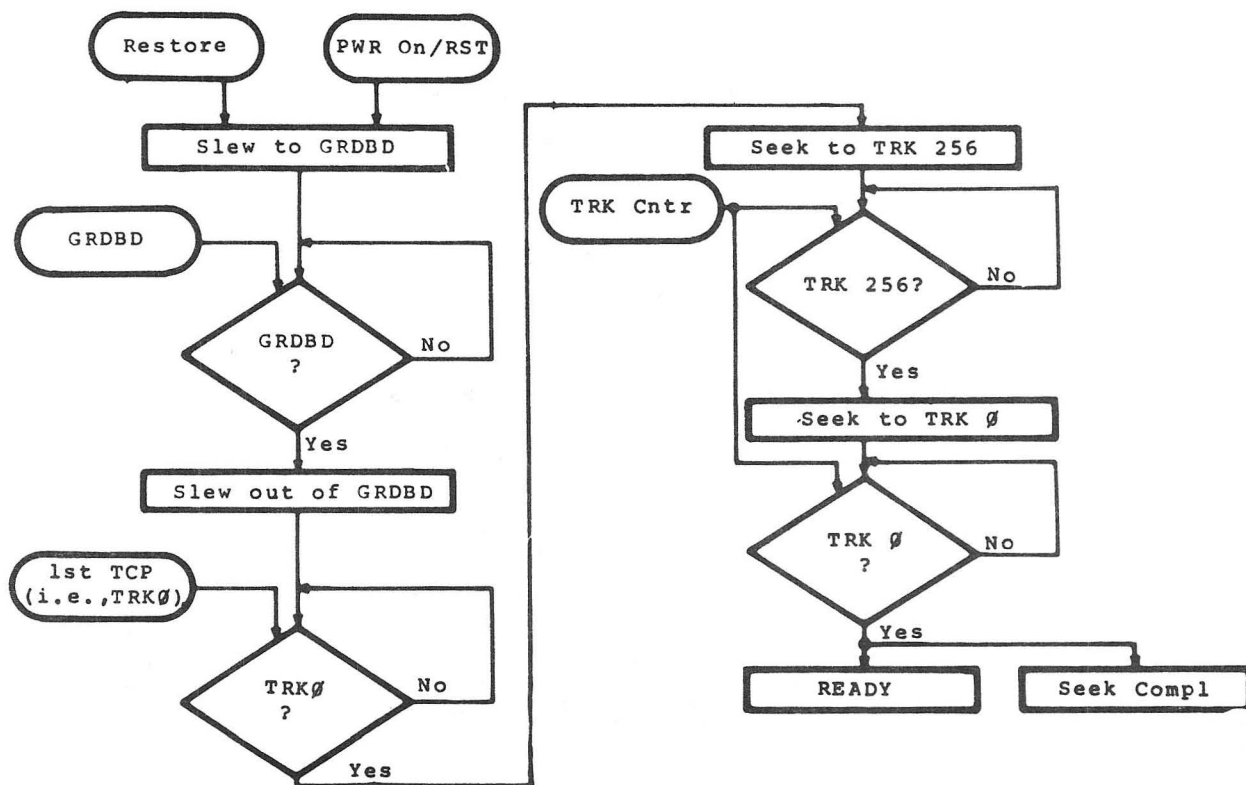 Restore
PWR On/RST
Slew to GRDBD
GRDBD
GRDBD
?
No
Yes
Slew out of GRDBD
1st TCP
(i.e.,TRKØ)
TRKØ
?
No
Yes
Seek to TRK 256
TRK Cntr
TRK 256?
No
Yes
Seek to TRK Ø
TRK Ø
?
No
Yes
READY
Seek Compl